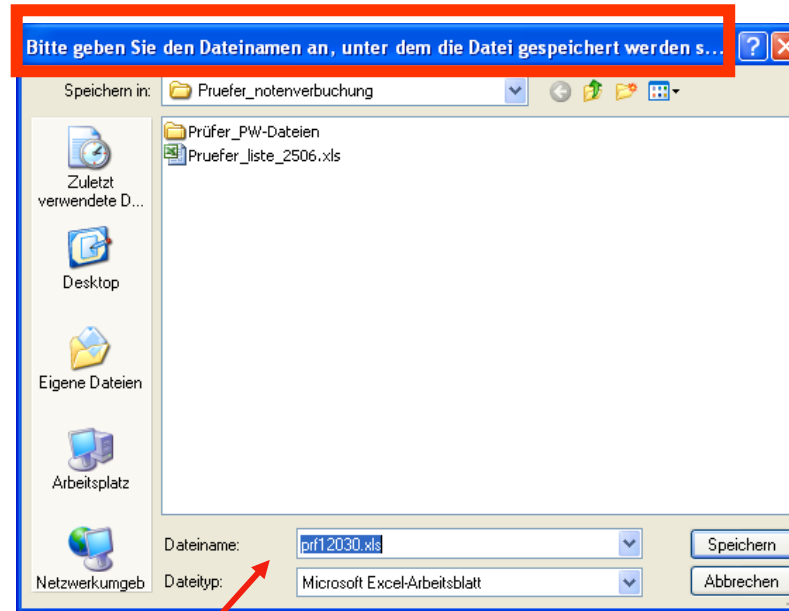 Bitte geben Sie den Dateinamen an, unter dem die Datei gespeichert werden s...
Speichern in: Pruefer_notenverbuchung
Prüfer_PW-Dateien
Pruefer_liste_2506.xls
Zuletzt
verwendete D...
Desktop
Eigene Dateien
Arbeitsplatz
Netzwerkumgeb
Dateiname: prf12030.xls Speichern
Dateityp: Microsoft Excel-Arbeitsblatt Abbrechen